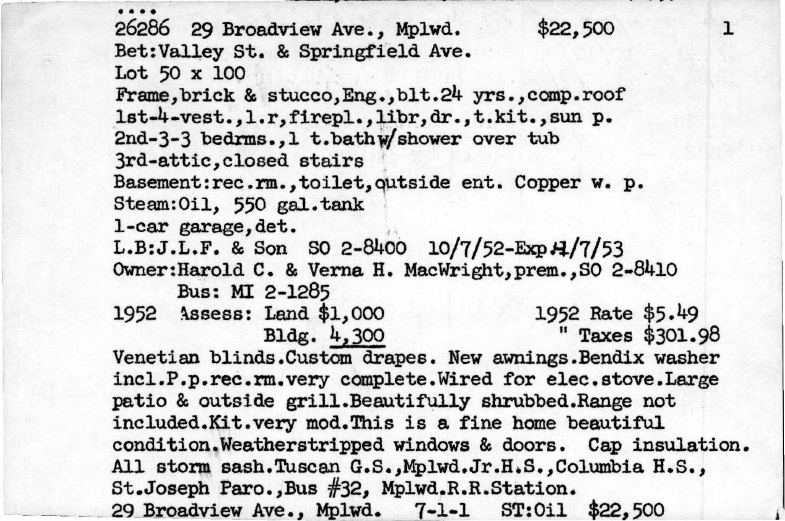 26286 29 Broadview Ave., Mplwd. $22,500 1
Bet:Valley St. & Springfield Ave.
Lot 50 x 100
Frame,brick & stucco,Eng.,blt.24 yrs.,comp.roof
1st-4-vest.,l.r,firepl.,libr,dr.,t.kit.,sun p.
2nd-3-3 bedrms.,1 t.bath w/shower over tub
3rd-attic,closed stairs
Basement:rec.rm.,toilet,outside ent. Copper w. p.
Steam:Oil, 550 gal.tank
1-car garage,det.
L.B:J.L.F. & Son SO 2-8400 10/7/52-Exp. /7/53
Owner:Harold C. & Verna H. MacWright,prem.,SO 2-8410
Bus: MI 2-1285
1952 Assess: Land $1,000 1952 Rate $5.49
Bldg. 4,300 " Taxes $301.98
Venetian blinds.Custom drapes. New awnings.Bendix washer
incl.P.p.rec.rm.very complete.Wired for elec.stove.Large
patio & outside grill.Beautifully shrubbed.Range not
included.Kit.very mod.This is a fine home beautiful
condition.Weatherstripped windows & doors. Cap insulation.
All storm sash.Tuscan G.S.,Mplwd.Jr.H.S.,Columbia H.S.,
St.Joseph Paro.,Bus #32, Mplwd.R.R.Station.
29 Broadview Ave., Mplwd. 7-1-1 ST:Oil $22,500